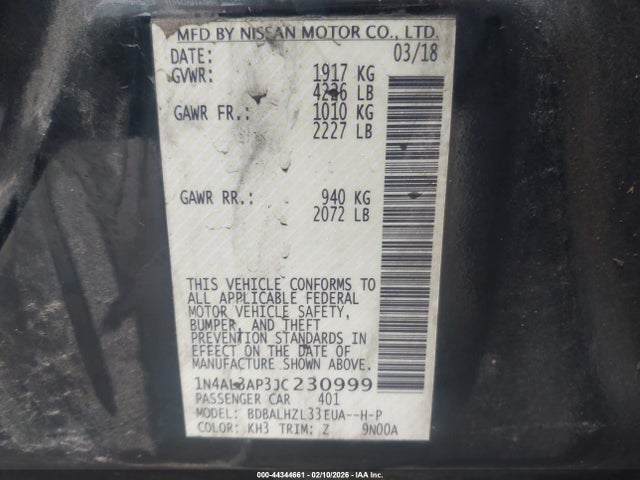 MFD BY NISSAN MOTOR CO., LTD.
DATE: 03/18
GVWR: 1917 KG
4226 LB
GAWR FR.: 1010 KG
2227 LB
GAWR RR.: 940 KG
2072 LB
THIS VEHICLE CONFORMS TO
ALL APPLICABLE FEDERAL
MOTOR VEHICLE SAFETY,
BUMPER, AND THEFT
PREVENTION STANDARDS IN
EFFECT ON THE DATE OF
MANUFACTURE SHOWN ABOVE.
1N4AL3AP3JC230999
PASSENGER CAR 401
MODEL: BDBALHZL33EUA--H-P
COLOR: KH3 TRIM: Z 9N00A
© COPY - 44344661 - 02/10/2026 - IAA INC.